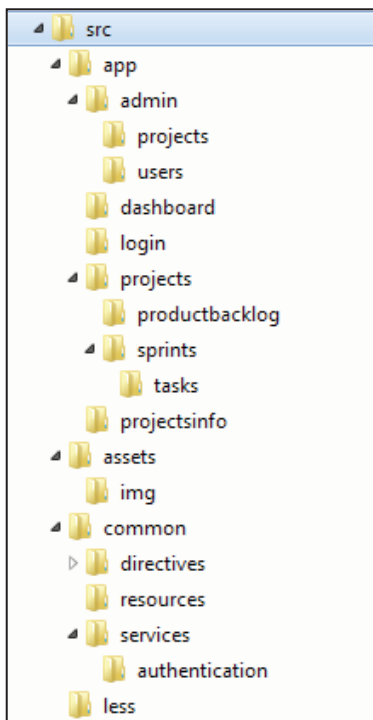 src
app
admin
projects
users
dashboard
login
projects
productbacklog
sprints
tasks
projectsinfo
assets
img
common
directives
resources
services
authentication
less